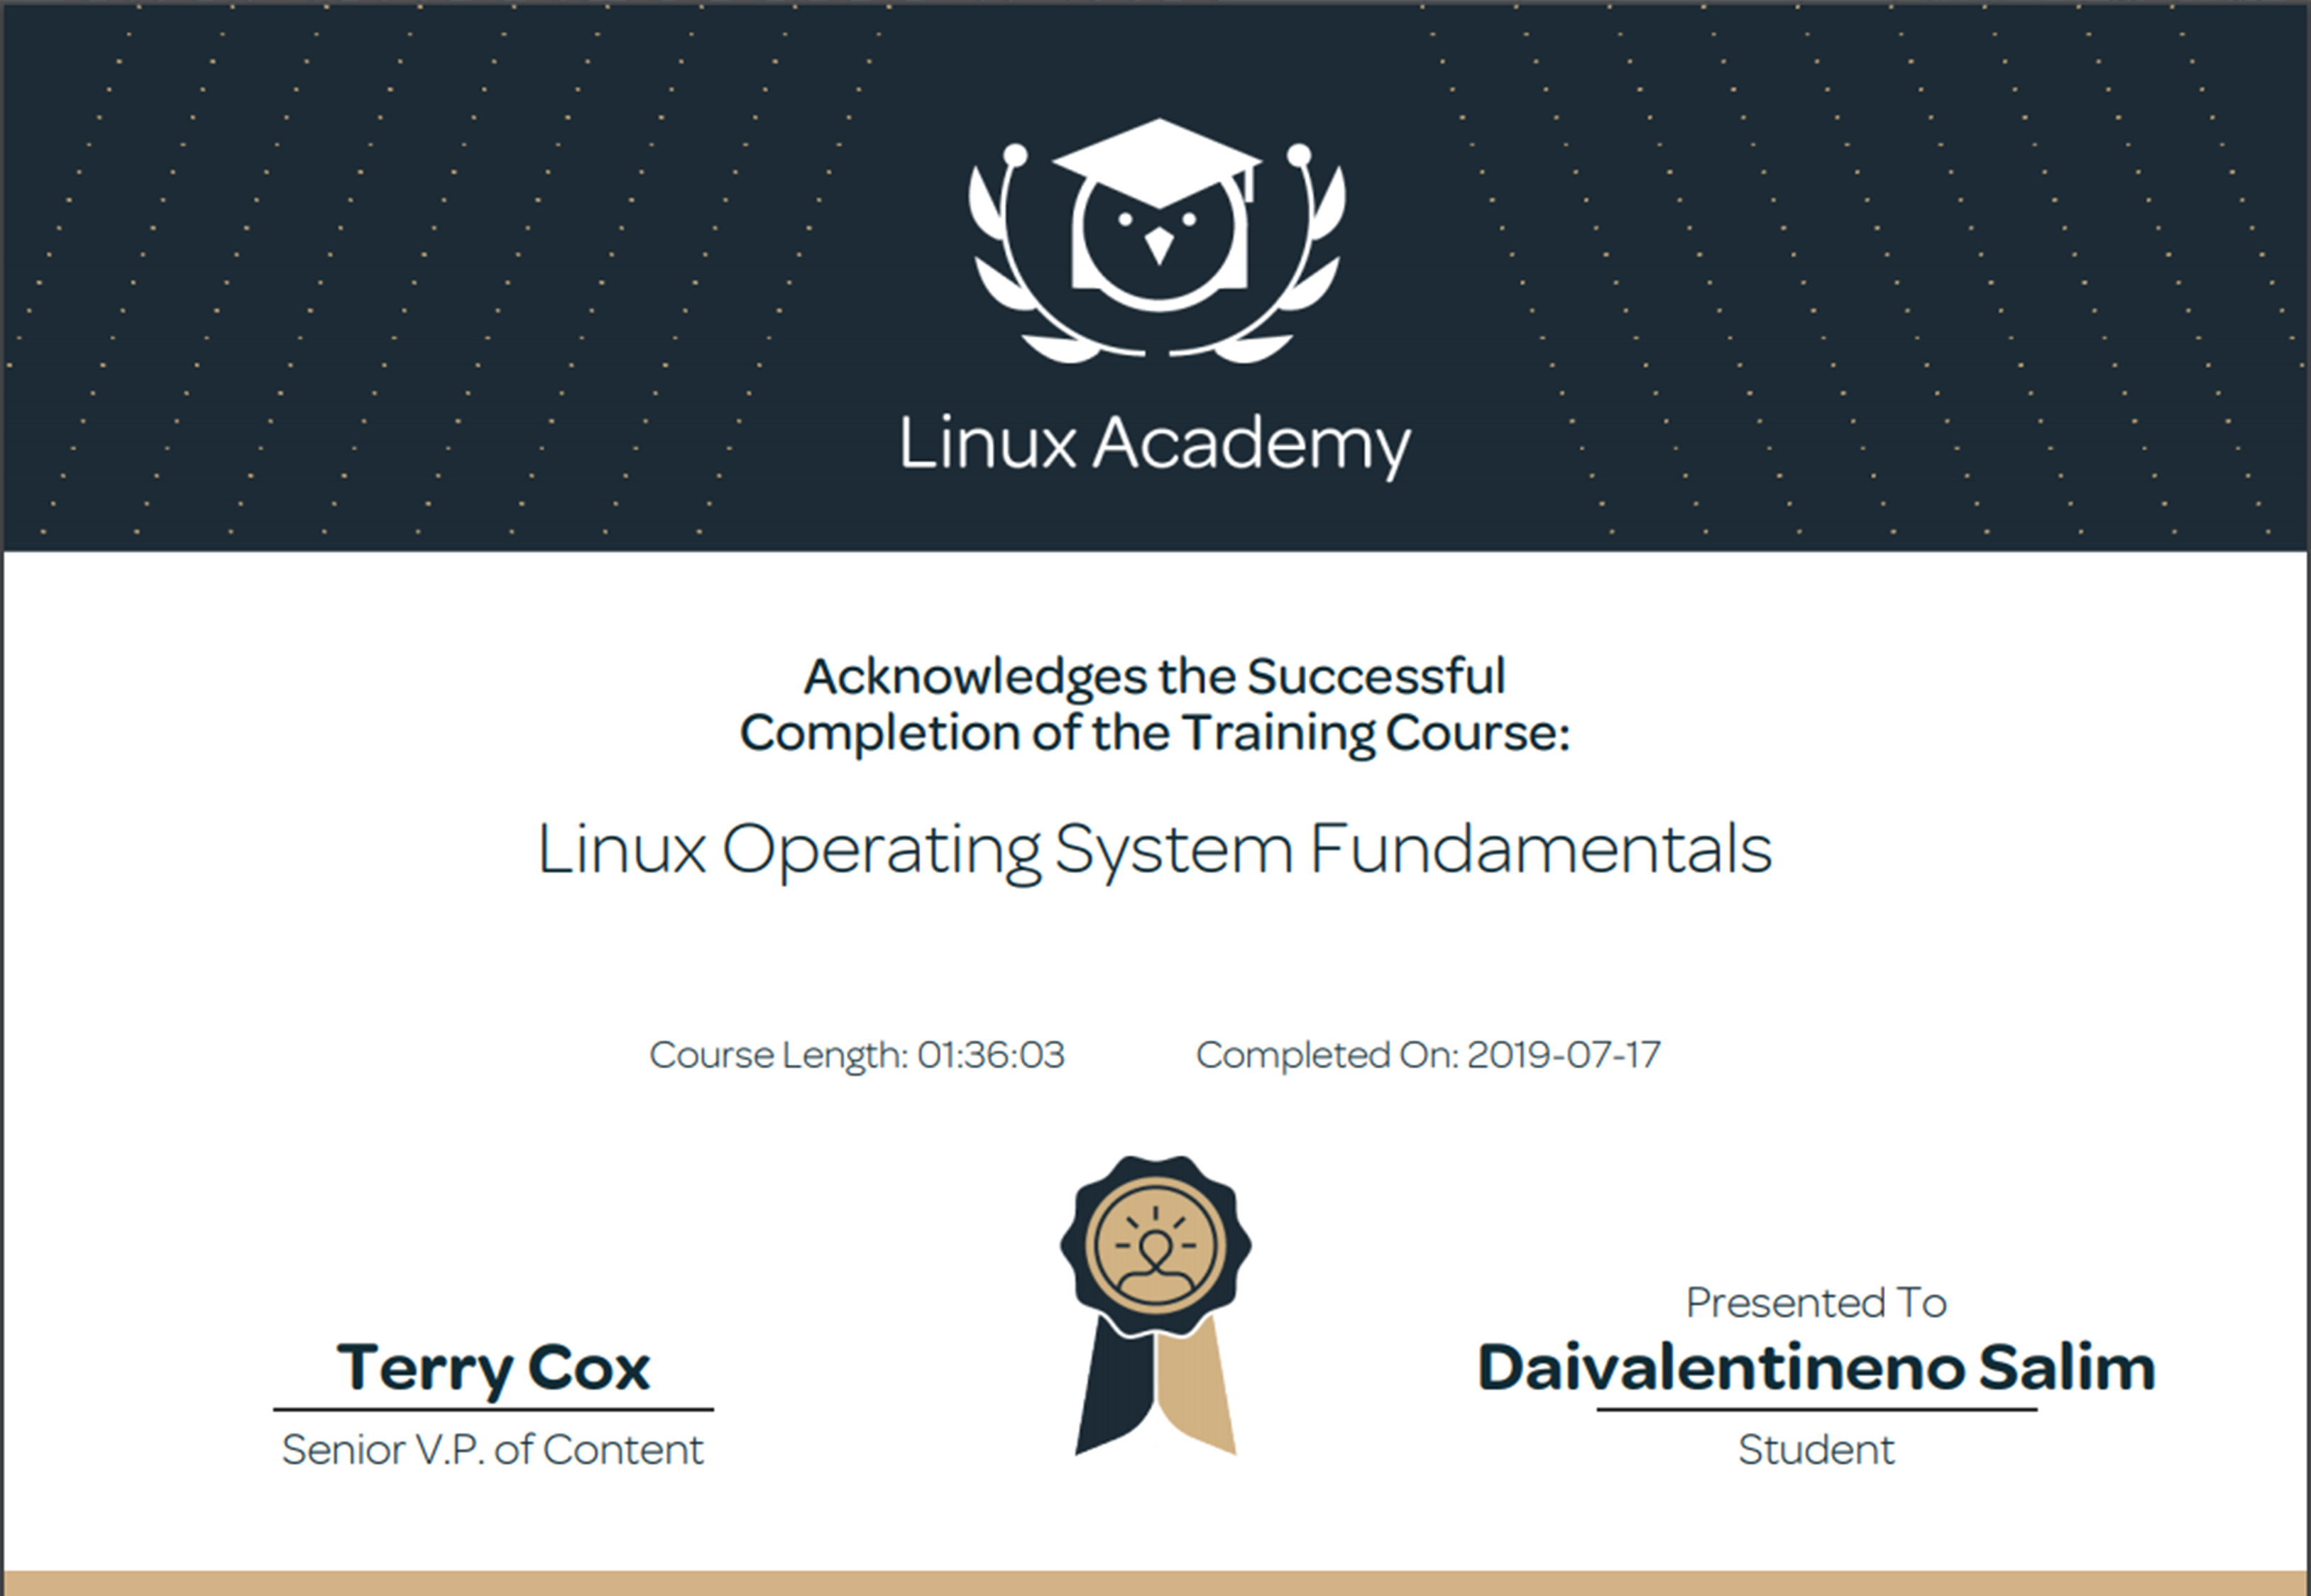 Linux Academy
Acknowledges the Successful
Completion of the Training Course:
Linux Operating System Fundamentals
Course Length: 01:36:03
Completed On: 2019-07-17
Terry Cox
Senior V.P. of Content
Presented To
Daivalentineno Salim
Student